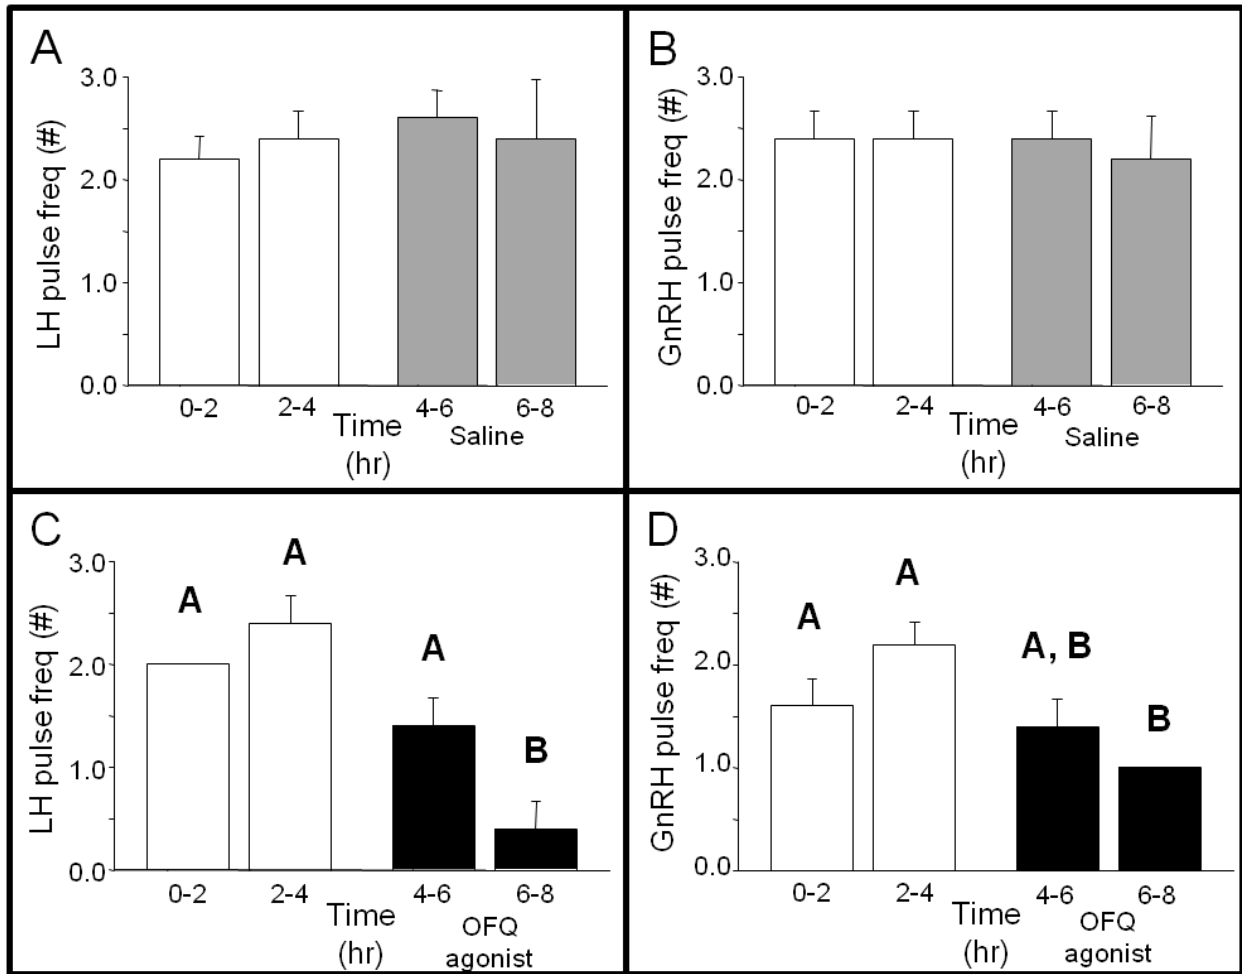 A
LH pulse freq (#)
3.0
2.0
1.0
0.0
0-2
2-4
4-6
6-8
Time
(hr)
Saline
B
GnRH pulse freq (#)
3.0
2.0
1.0
0.0
0-2
2-4
4-6
6-8
Time
(hr)
Saline
C
LH pulse freq (#)
3.0
2.0
1.0
0.0
A
A
A
B
0-2
2-4
4-6
6-8
Time
(hr)
OFQ
agonist
D
GnRH pulse freq (#)
3.0
2.0
1.0
0.0
A
A
A, B
B
0-2
2-4
4-6
6-8
Time
(hr)
OFQ
agonist